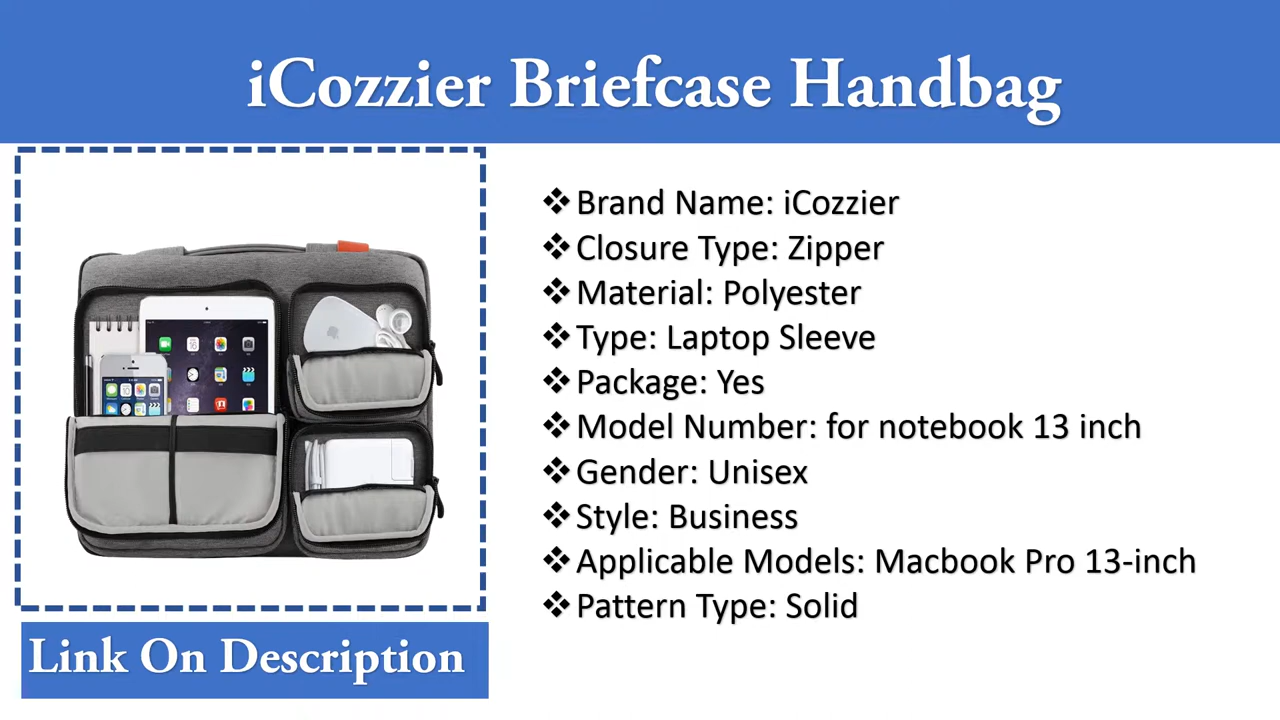 iCozzier Briefcase Handbag
❖Brand Name: iCozzier
❖Closure Type: Zipper
❖Material: Polyester
❖Type: Laptop Sleeve
❖Package: Yes
❖Model Number: for notebook 13 inch
❖Gender: Unisex
❖Style: Business
❖Applicable Models: Macbook Pro 13-inch
❖Pattern Type: Solid
Link On Description